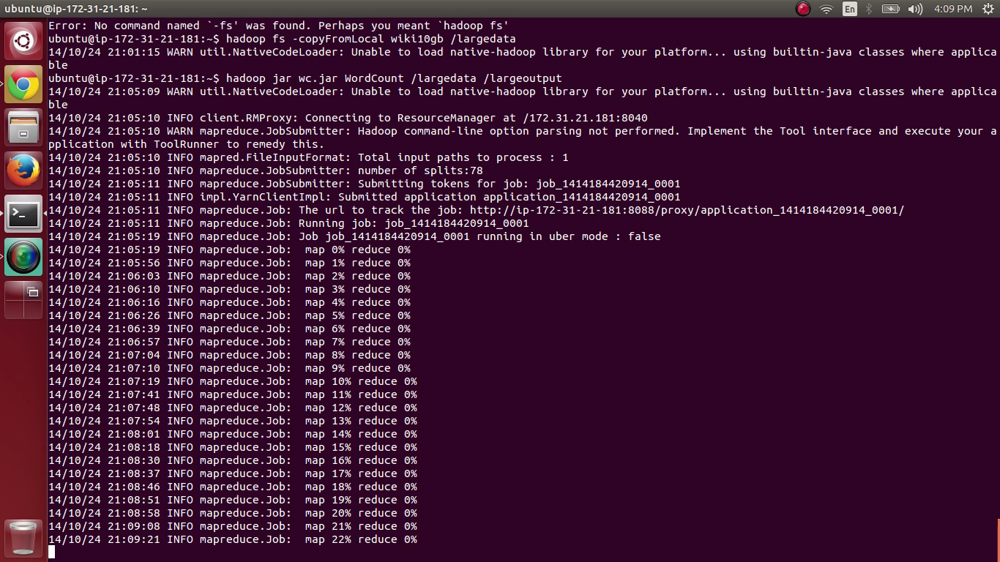 ubuntu@ip-172-31-21-181: ~
En
4:09 PM
Error: No command named `-fs' was found. Perhaps you meant `hadoop fs'
ubuntu@ip-172-31-21-181:~$ hadoop fs -copyFromLocal wiki10gb /largedata
14/10/24 21:01:15 WARN util.NativeCodeLoader: Unable to load native-hadoop library for your platform... using builtin-java classes where applica
ble
ubuntu@ip-172-31-21-181:~$ hadoop jar wc.jar WordCount /largedata /largeoutput
14/10/24 21:05:09 WARN util.NativeCodeLoader: Unable to load native-hadoop library for your platform... using builtin-java classes where applica
ble
14/10/24 21:05:10 INFO client.RMProxy: Connecting to ResourceManager at /172.31.21.181:8040
14/10/24 21:05:10 WARN mapreduce.JobSubmitter: Hadoop command-line option parsing not performed. Implement the Tool interface and execute your a
pplication with ToolRunner to remedy this.
14/10/24 21:05:10 INFO mapred.FileInputFormat: Total input paths to process : 1
14/10/24 21:05:10 INFO mapreduce.JobSubmitter: number of splits:78
14/10/24 21:05:11 INFO mapreduce.JobSubmitter: Submitting tokens for job: job_1414184420914_0001
14/10/24 21:05:11 INFO impl.YarnClientImpl: Submitted application application_1414184420914_0001
14/10/24 21:05:11 INFO mapreduce.Job: The url to track the job: http://ip-172-31-21-181:8088/proxy/application_1414184420914_0001/
14/10/24 21:05:11 INFO mapreduce.Job: Running job: job_1414184420914_0001
14/10/24 21:05:19 INFO mapreduce.Job: Job job_1414184420914_0001 running in uber mode : false
14/10/24 21:05:19 INFO mapreduce.Job:  map 0% reduce 0%
14/10/24 21:05:56 INFO mapreduce.Job:  map 1% reduce 0%
14/10/24 21:06:03 INFO mapreduce.Job:  map 2% reduce 0%
14/10/24 21:06:10 INFO mapreduce.Job:  map 3% reduce 0%
14/10/24 21:06:16 INFO mapreduce.Job:  map 4% reduce 0%
14/10/24 21:06:26 INFO mapreduce.Job:  map 5% reduce 0%
14/10/24 21:06:39 INFO mapreduce.Job:  map 6% reduce 0%
14/10/24 21:06:57 INFO mapreduce.Job:  map 7% reduce 0%
14/10/24 21:07:04 INFO mapreduce.Job:  map 8% reduce 0%
14/10/24 21:07:10 INFO mapreduce.Job:  map 9% reduce 0%
14/10/24 21:07:19 INFO mapreduce.Job:  map 10% reduce 0%
14/10/24 21:07:41 INFO mapreduce.Job:  map 11% reduce 0%
14/10/24 21:07:48 INFO mapreduce.Job:  map 12% reduce 0%
14/10/24 21:07:54 INFO mapreduce.Job:  map 13% reduce 0%
14/10/24 21:08:01 INFO mapreduce.Job:  map 14% reduce 0%
14/10/24 21:08:18 INFO mapreduce.Job:  map 15% reduce 0%
14/10/24 21:08:30 INFO mapreduce.Job:  map 16% reduce 0%
14/10/24 21:08:37 INFO mapreduce.Job:  map 17% reduce 0%
14/10/24 21:08:46 INFO mapreduce.Job:  map 18% reduce 0%
14/10/24 21:08:51 INFO mapreduce.Job:  map 19% reduce 0%
14/10/24 21:08:58 INFO mapreduce.Job:  map 20% reduce 0%
14/10/24 21:09:08 INFO mapreduce.Job:  map 21% reduce 0%
14/10/24 21:09:21 INFO mapreduce.Job:  map 22% reduce 0%